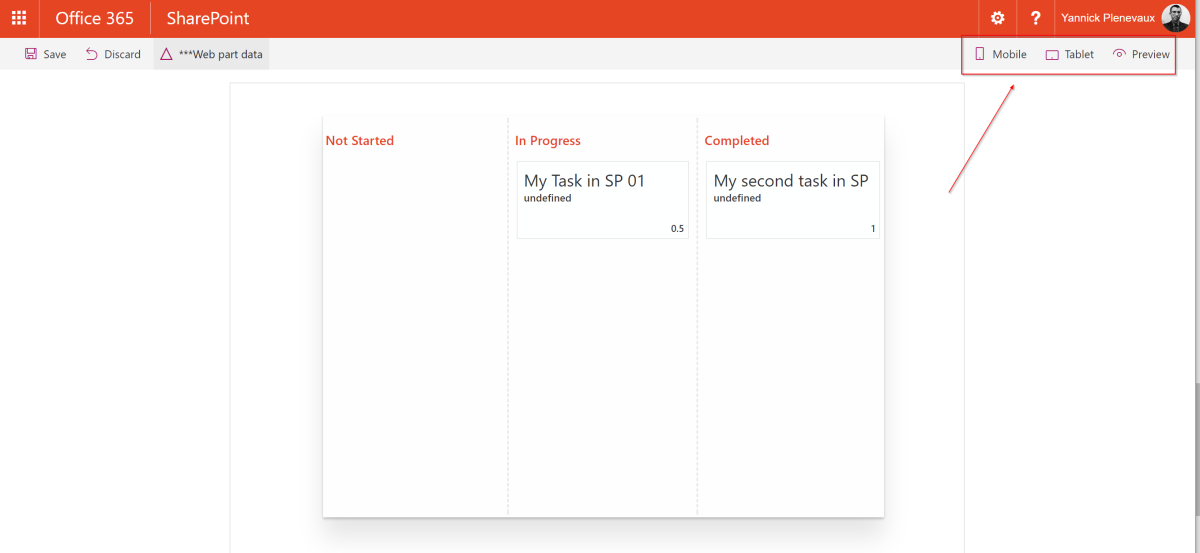 Office 365 SharePoint ? Yannick Plenevaux
Save Discard ***Web part data Mobile Tablet Preview
Not Started In Progress Completed
My Task in SP 01 My second task in SP
undefined undefined
0.5 1